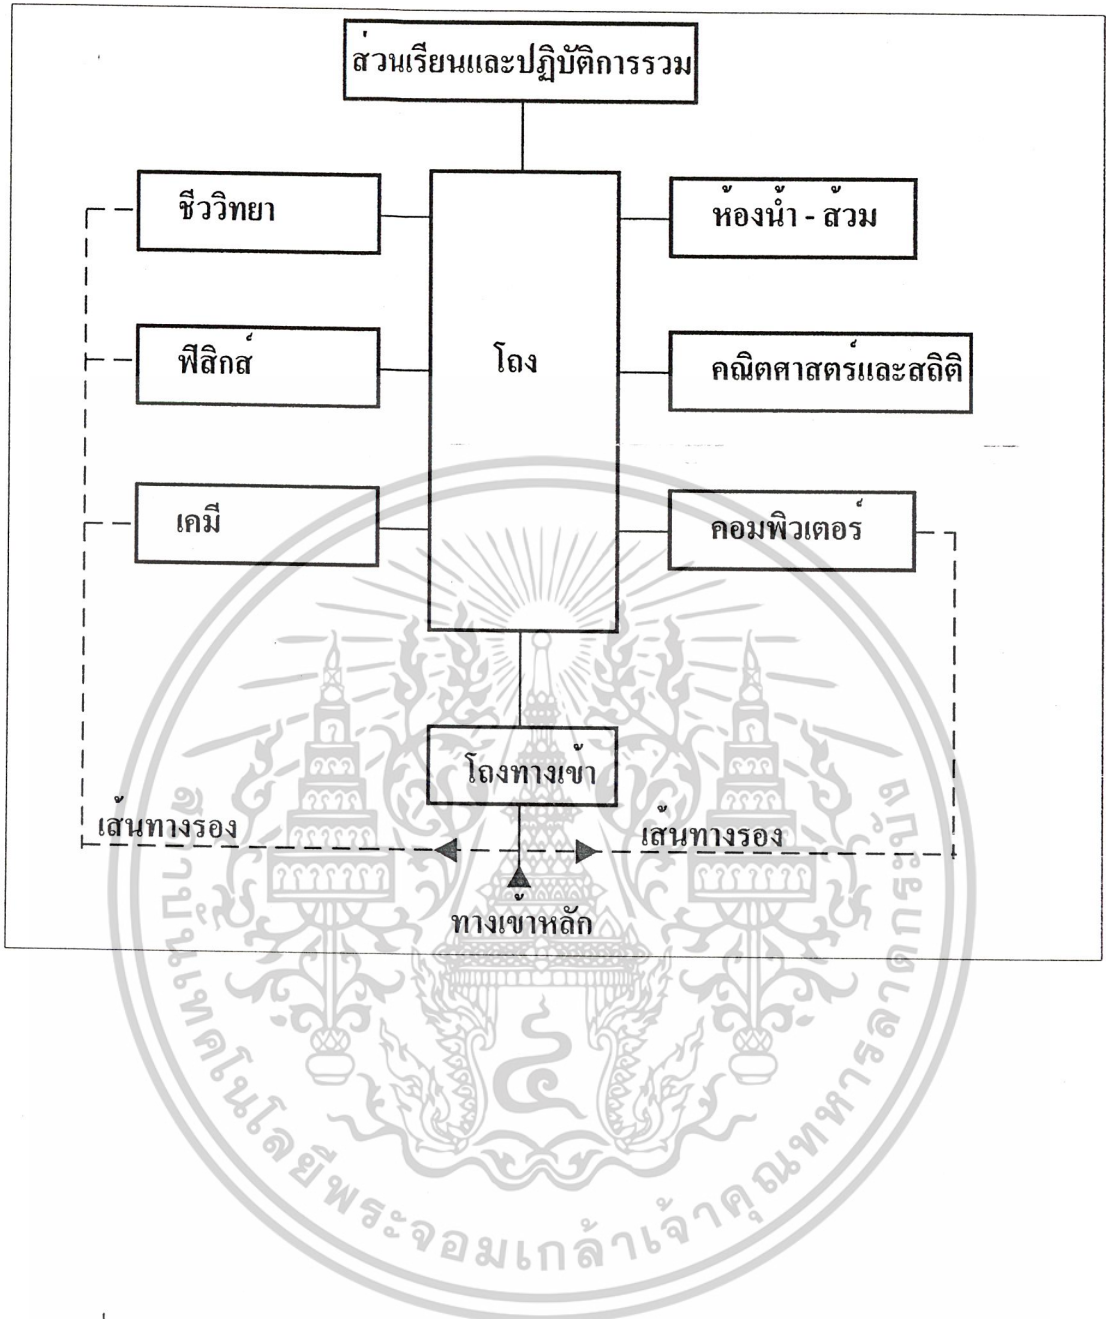 ส่วนเรียนและปฏิบัติการรวม
ชีววิทยา
ห้องน้ำ - ส้วม
ฟิสิกส์
โถง
คณิตศาสตร์และสถิติ
เคมี
คอมพิวเตอร์
โถงทางเข้า
เส้นทางรอง
เส้นทางรอง
ทางเข้าหลัก
สถาบันเทคโนโลยีพระจอมเกล้าเจ้าคุณทหารลาดกระบัง